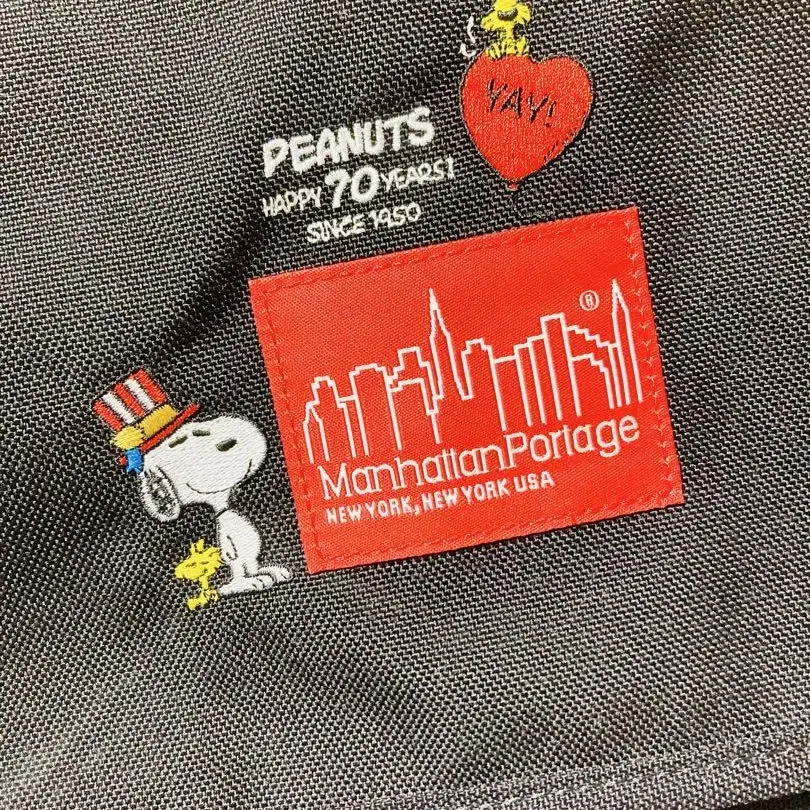 YAY!
PEANUTS
HAPPY 70 YEARS!
SINCE 1950
®
ManhattanPortage
NEW YORK, NEW YORK USA